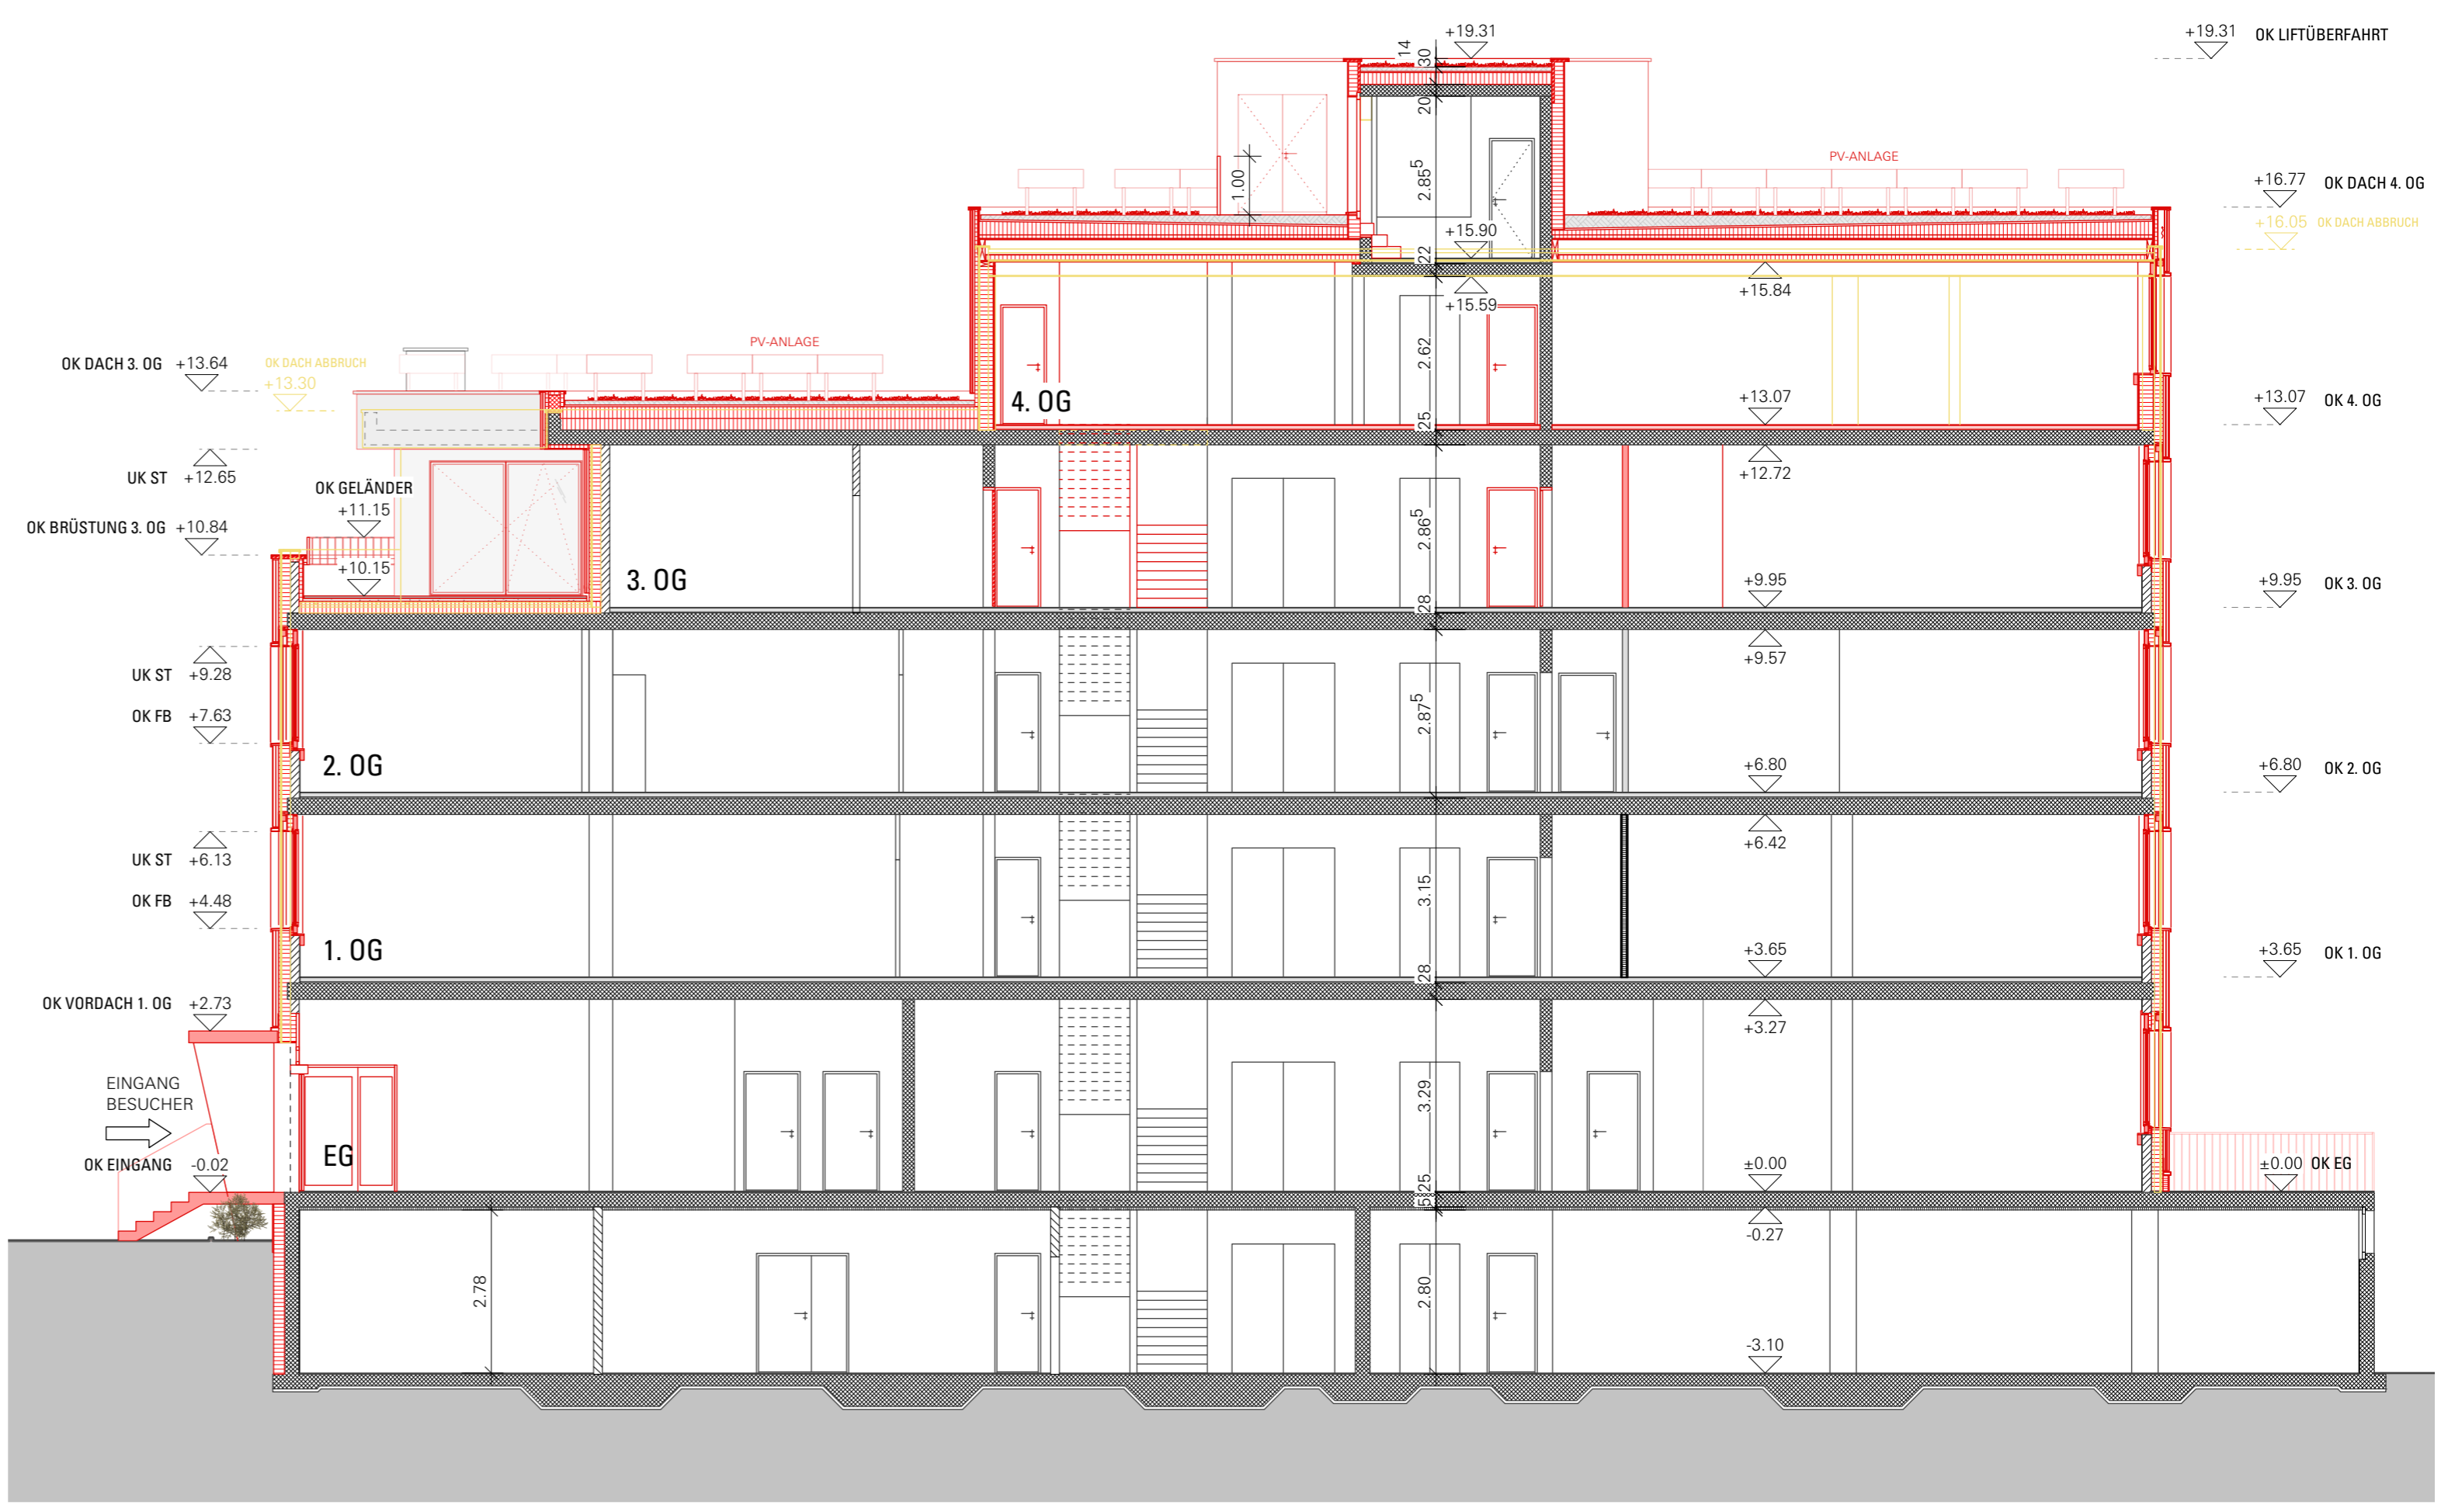 +19.31
+19.31 OK LIFTÜBERFAHRT
14
30
20
PV-ANLAGE
1.00
2.85⁵
+16.77 OK DACH 4. OG
+16.05 OK DACH ABBRUCH
+15.90
22
+15.84
+15.59
PV-ANLAGE
2.62
OK DACH 3. OG +13.64
OK DACH ABBRUCH
+13.30
4. OG
+13.07
+13.07 OK 4. OG
25
UK ST +12.65
+12.72
OK GELÄNDER
+11.15
OK BRÜSTUNG 3. OG +10.84
2.86⁵
+10.15
3. OG
+9.95
+9.95 OK 3. OG
28
UK ST +9.28
+9.57
OK FB +7.63
2.87⁵
2. OG
+6.80
+6.80 OK 2. OG
UK ST +6.13
+6.42
OK FB +4.48
3.15
1. OG
+3.65
+3.65 OK 1. OG
28
OK VORDACH 1. OG +2.73
+3.27
EINGANG
BESUCHER
3.29
EG
OK EINGANG -0.02
±0.00
±0.00 OK EG
25
5
-0.27
2.78
2.80
-3.10